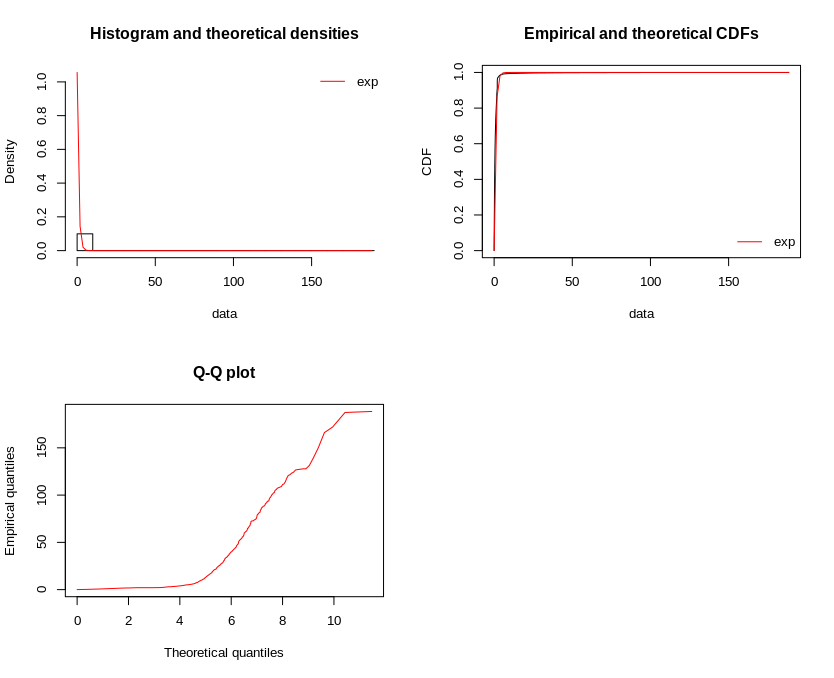 Histogram and theoretical densities
Density
0.0 0.2 0.4 0.6 0.8 1.0
exp
0 50 100 150
data
Empirical and theoretical CDFs
CDF
0.0 0.2 0.4 0.6 0.8 1.0
exp
0 50 100 150
data
Q-Q plot
Empirical quantiles
0 50 100 150
0 2 4 6 8 10
Theoretical quantiles